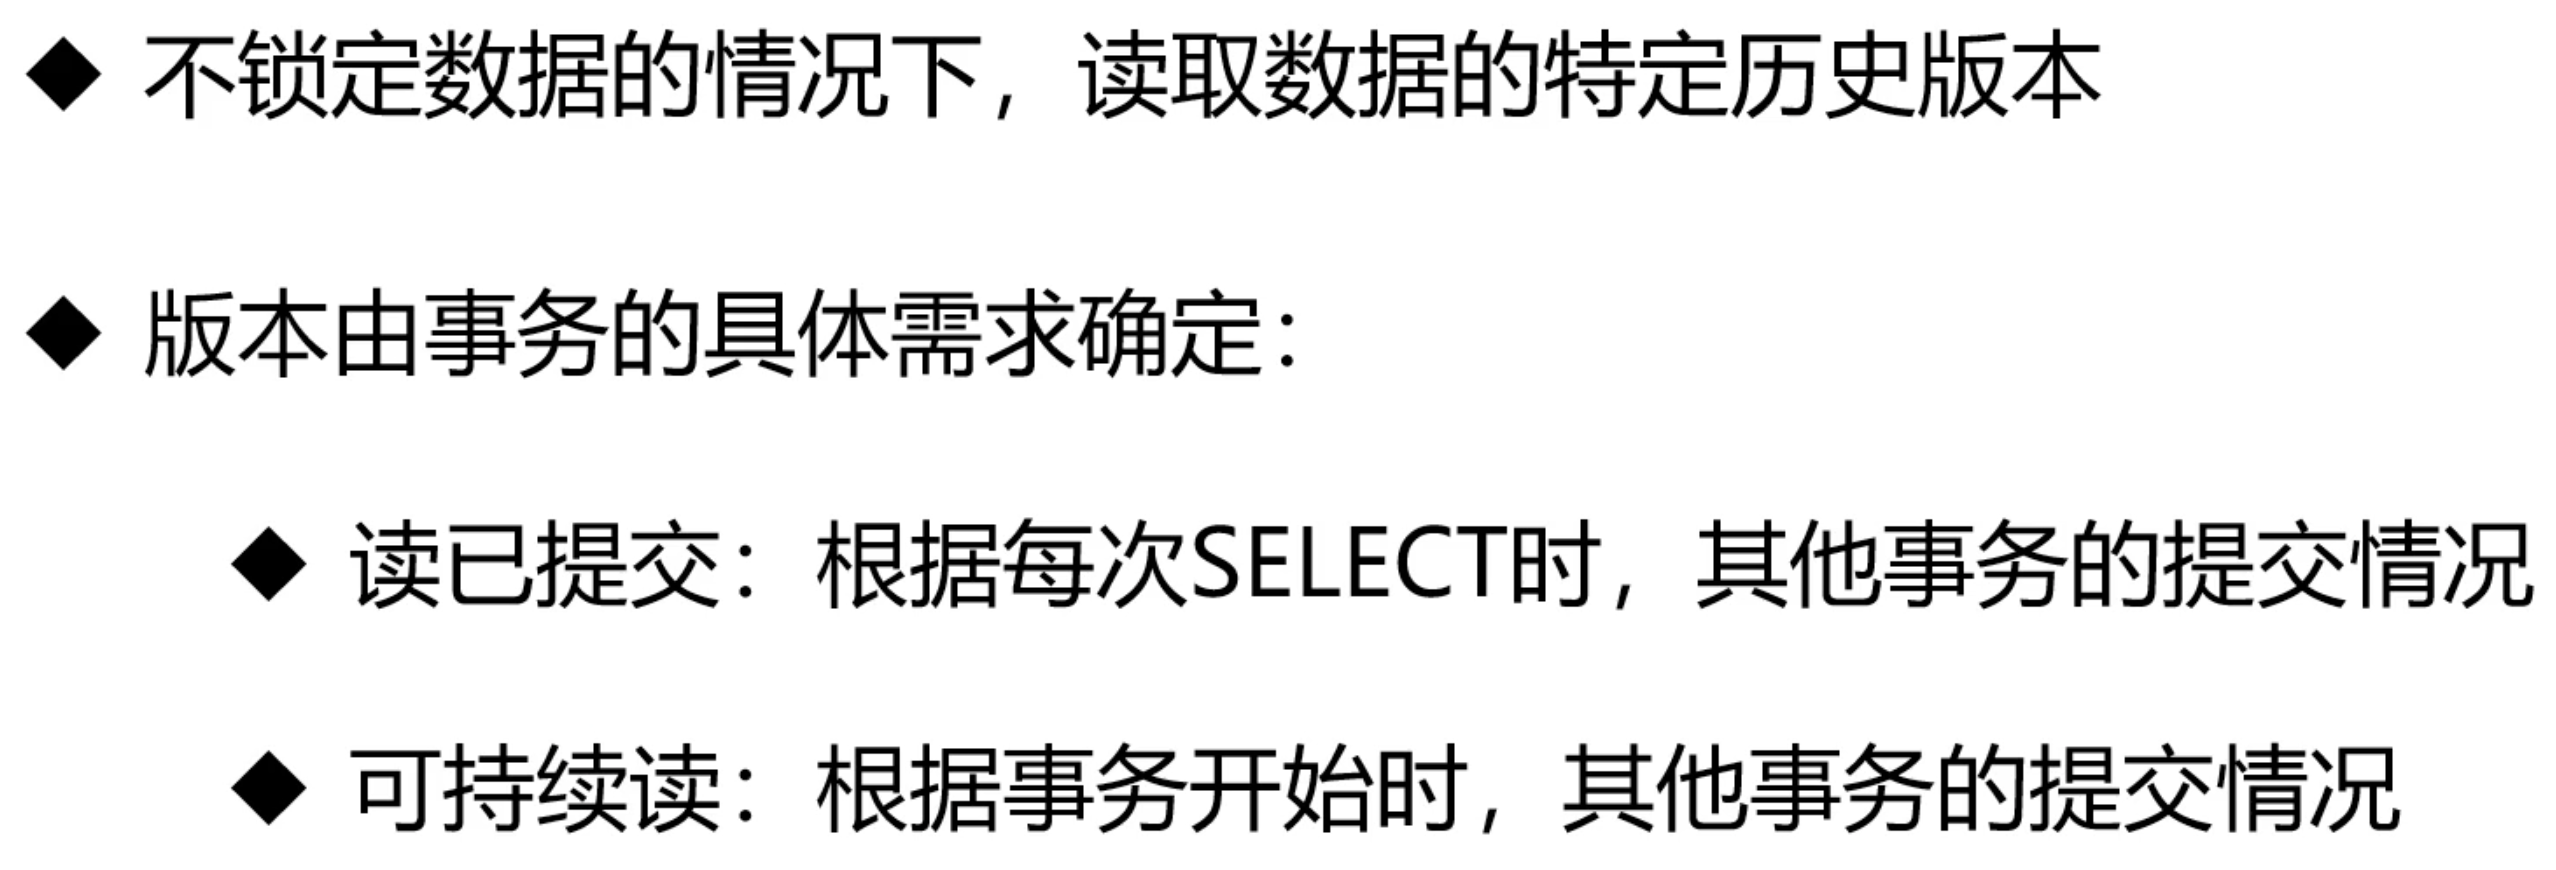 ◆ 不锁定数据的情况下，读取数据的特定历史版本
◆ 版本由事务的具体需求确定：
◆ 读已提交：根据每次SELECT时，其他事务的提交情况
◆ 可持续读：根据事务开始时，其他事务的提交情况